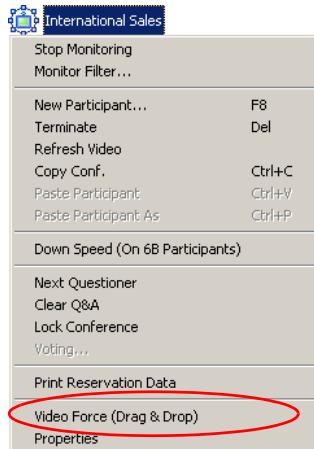 International Sales
Stop Monitoring
Monitor Filter...
New Participant... F8
Terminate Del
Refresh Video
Copy Conf. Ctrl+C
Paste Participant Ctrl+V
Paste Participant As Ctrl+P
Down Speed (On 6B Participants)
Next Questioner
Clear Q&A
Lock Conference
Voting...
Print Reservation Data
Video Force (Drag & Drop)
Properties